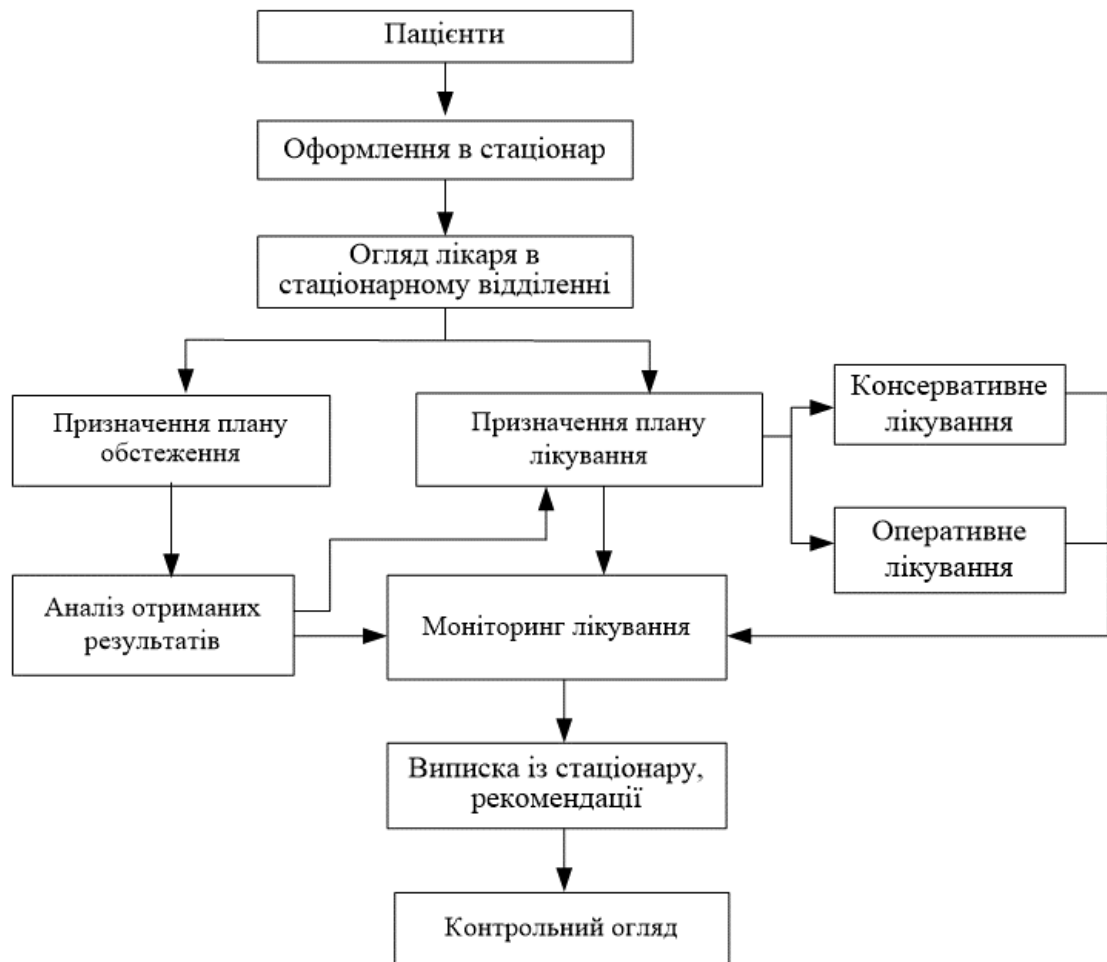 Пацієнти
Оформлення в стаціонар
Огляд лікаря в
стаціонарному відділенні
Призначення плану
обстеження
Призначення плану
лікування
Консервативне
лікування
Оперативне
лікування
Аналіз отриманих
результатів
Моніторинг лікування
Виписка із стаціонару,
рекомендації
Контрольний огляд